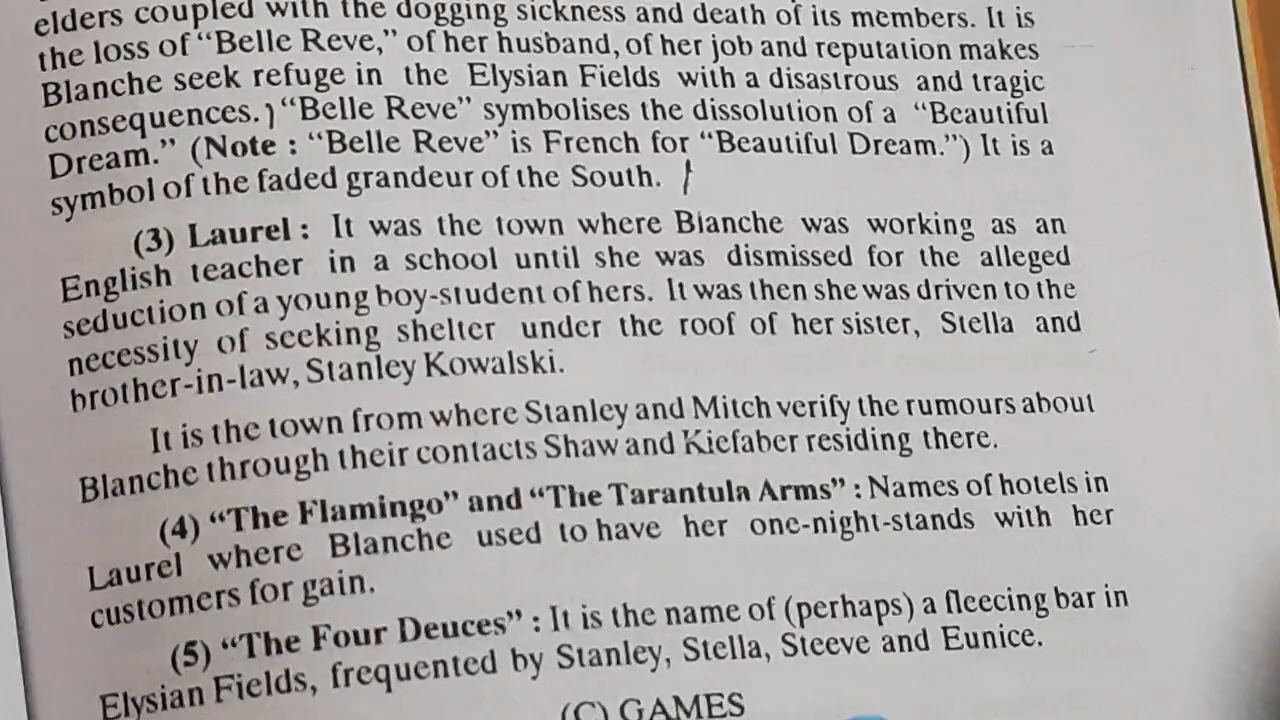 elders coupled with the dogging sickness and death of its members. It is
the loss of “Belle Reve,” of her husband, of her job and reputation makes
Blanche seek refuge in the Elysian Fields with a disastrous and tragic
consequences.) “Belle Reve” symbolises the dissolution of a “Beautiful
Dream.” (Note : “Belle Reve” is French for “Beautiful Dream.”) It is a
symbol of the faded grandeur of the South.
(3) Laurel : It was the town where Blanche was working as an
English teacher in a school until she was dismissed for the alleged
seduction of a young boy-student of hers. It was then she was driven to the
necessity of seeking shelter under the roof of her sister, Stella and
brother-in-law, Stanley Kowalski.
It is the town from where Stanley and Mitch verify the rumours about
Blanche through their contacts Shaw and Kiefaber residing there.
(4) “The Flamingo” and “The Tarantula Arms” : Names of hotels in
Laurel where Blanche used to have her one-night-stands with her
customers for gain.
(5) “The Four Deuces” : It is the name of (perhaps) a fleecing bar in
Elysian Fields, frequented by Stanley, Stella, Steeve and Eunice.
(C) GAMES